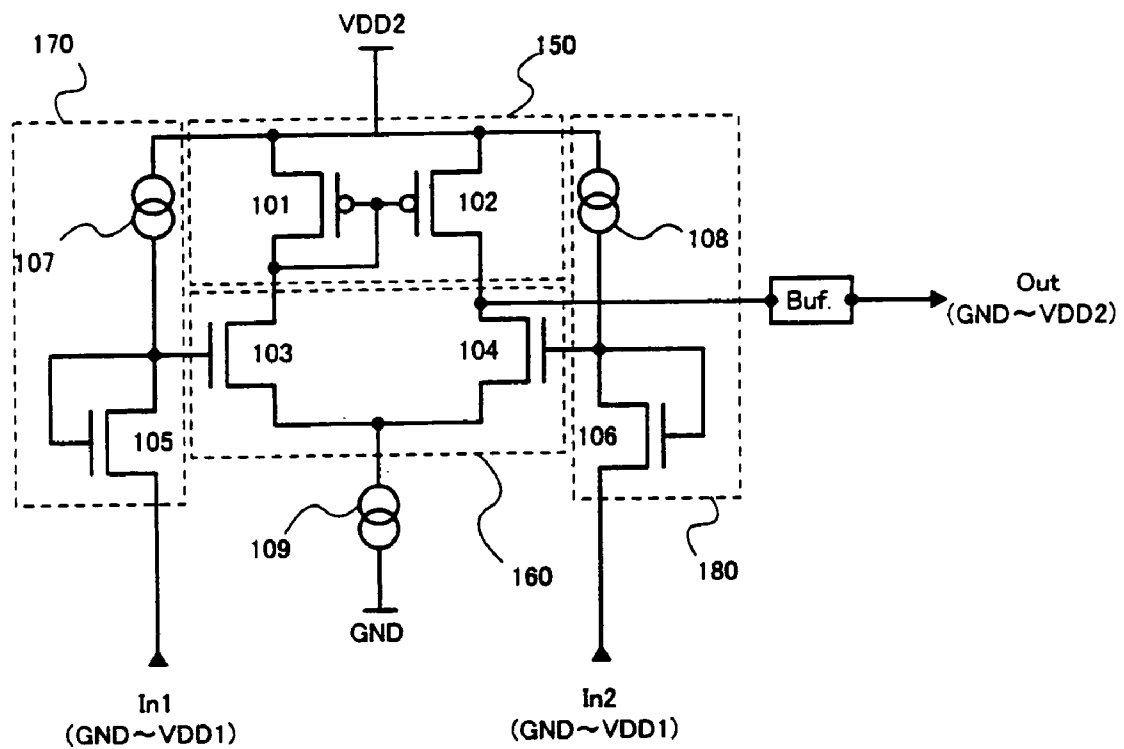 VDD2
170
150
101
102
107
108
Buf.
Out
(GND～VDD2)
103
104
105
106
109
160
180
GND
In1
(GND～VDD1)
In2
(GND～VDD1)